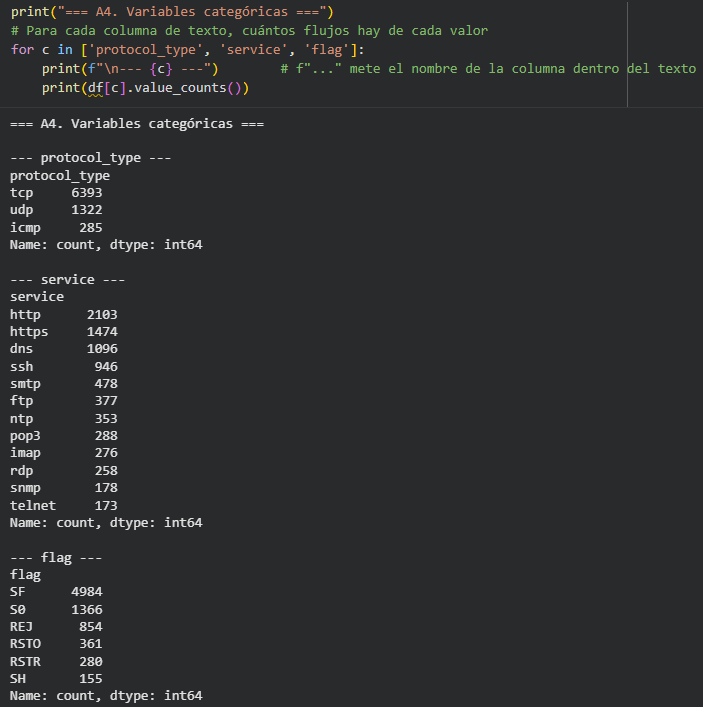 print("=== A4. Variables categóricas ===")
# Para cada columna de texto, cuántos flujos hay de cada valor
for c in ['protocol_type', 'service', 'flag']:
    print(f"\n--- {c} ---")        # f"..." mete el nombre de la columna dentro del texto
    print(df[c].value_counts())
=== A4. Variables categóricas ===

--- protocol_type ---
protocol_type
tcp     6393
udp     1322
icmp     285
Name: count, dtype: int64

--- service ---
service
http      2103
https     1474
dns       1096
ssh        946
smtp       478
ftp        377
ntp        353
pop3       288
imap       276
rdp        258
snmp       178
telnet     173
Name: count, dtype: int64

--- flag ---
flag
SF      4984
S0      1366
REJ      854
RSTO     361
RSTR     280
SH       155
Name: count, dtype: int64